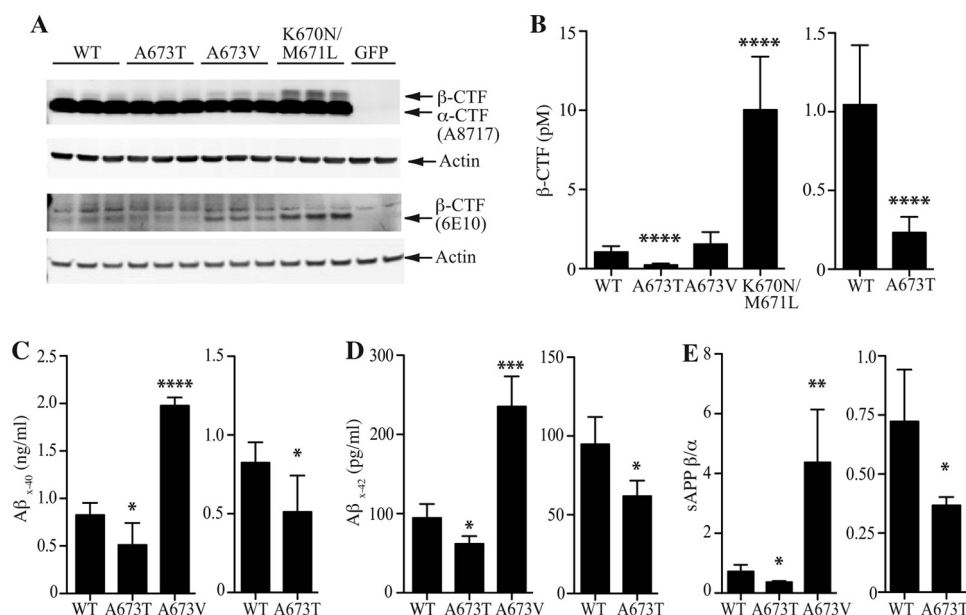 A
WT
A673T
A673V
K670N/
M671L
GFP
β-CTF
α-CTF
(A8717)
Actin
β-CTF
(6E10)
Actin
B
β-CTF (pM)
15
10
5
0
****
****
WT
A673T
A673V
K670N/
M671L
1.5
1.0
0.5
0
****
WT
A673T
C
Aβ x-40 (ng/ml)
2.5
2.0
1.5
1.0
0.5
0
*
****
WT
A673T
A673V
1.5
1.0
0.5
0
*
WT
A673T
D
Aβ x-42 (pg/ml)
300
200
100
0
*
***
WT
A673T
A673V
150
100
50
0
*
WT
A673T
E
sAPP β/α
8
6
4
2
0
*
**
WT
A673T
A673V
1.0
0.75
0.50
0.25
0
*
WT
A673T